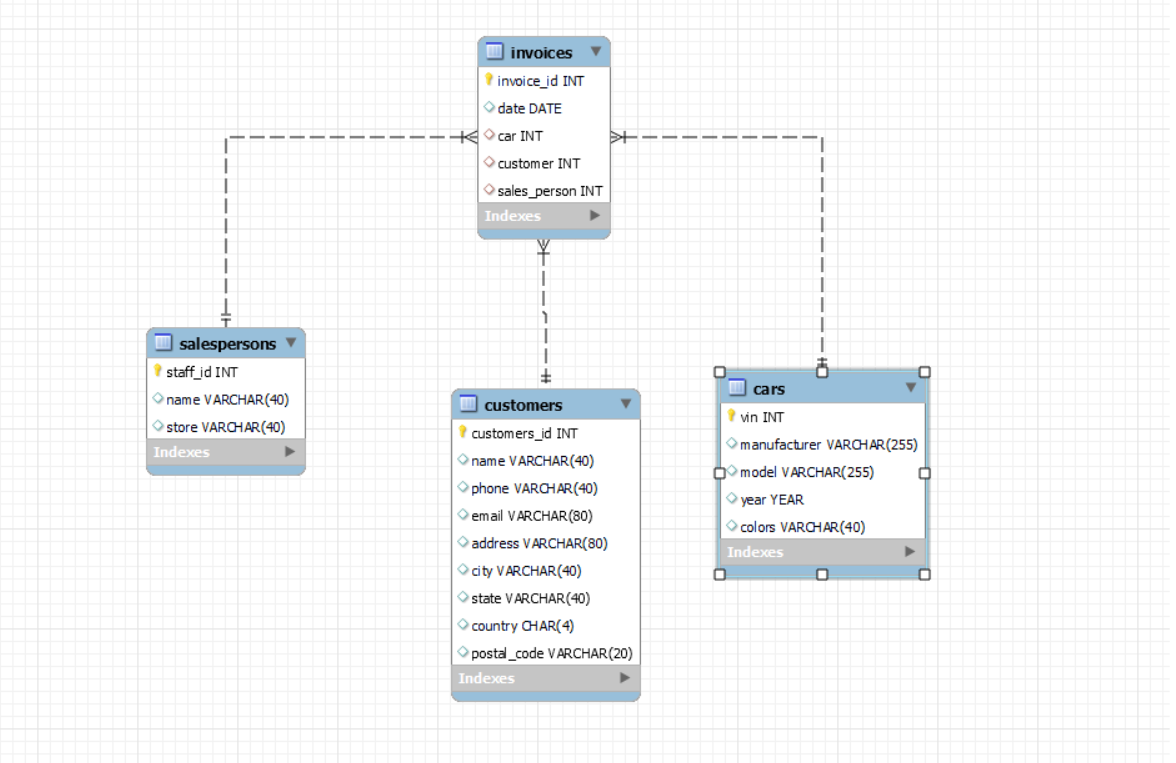 invoices
invoice_id INT
date DATE
car INT
customer INT
sales_person INT
Indexes
salespersons
staff_id INT
name VARCHAR(40)
store VARCHAR(40)
Indexes
customers
customers_id INT
name VARCHAR(40)
phone VARCHAR(40)
email VARCHAR(80)
address VARCHAR(80)
city VARCHAR(40)
state VARCHAR(40)
country CHAR(4)
postal_code VARCHAR(20)
Indexes
cars
vin INT
manufacturer VARCHAR(255)
model VARCHAR(255)
year YEAR
colors VARCHAR(40)
Indexes